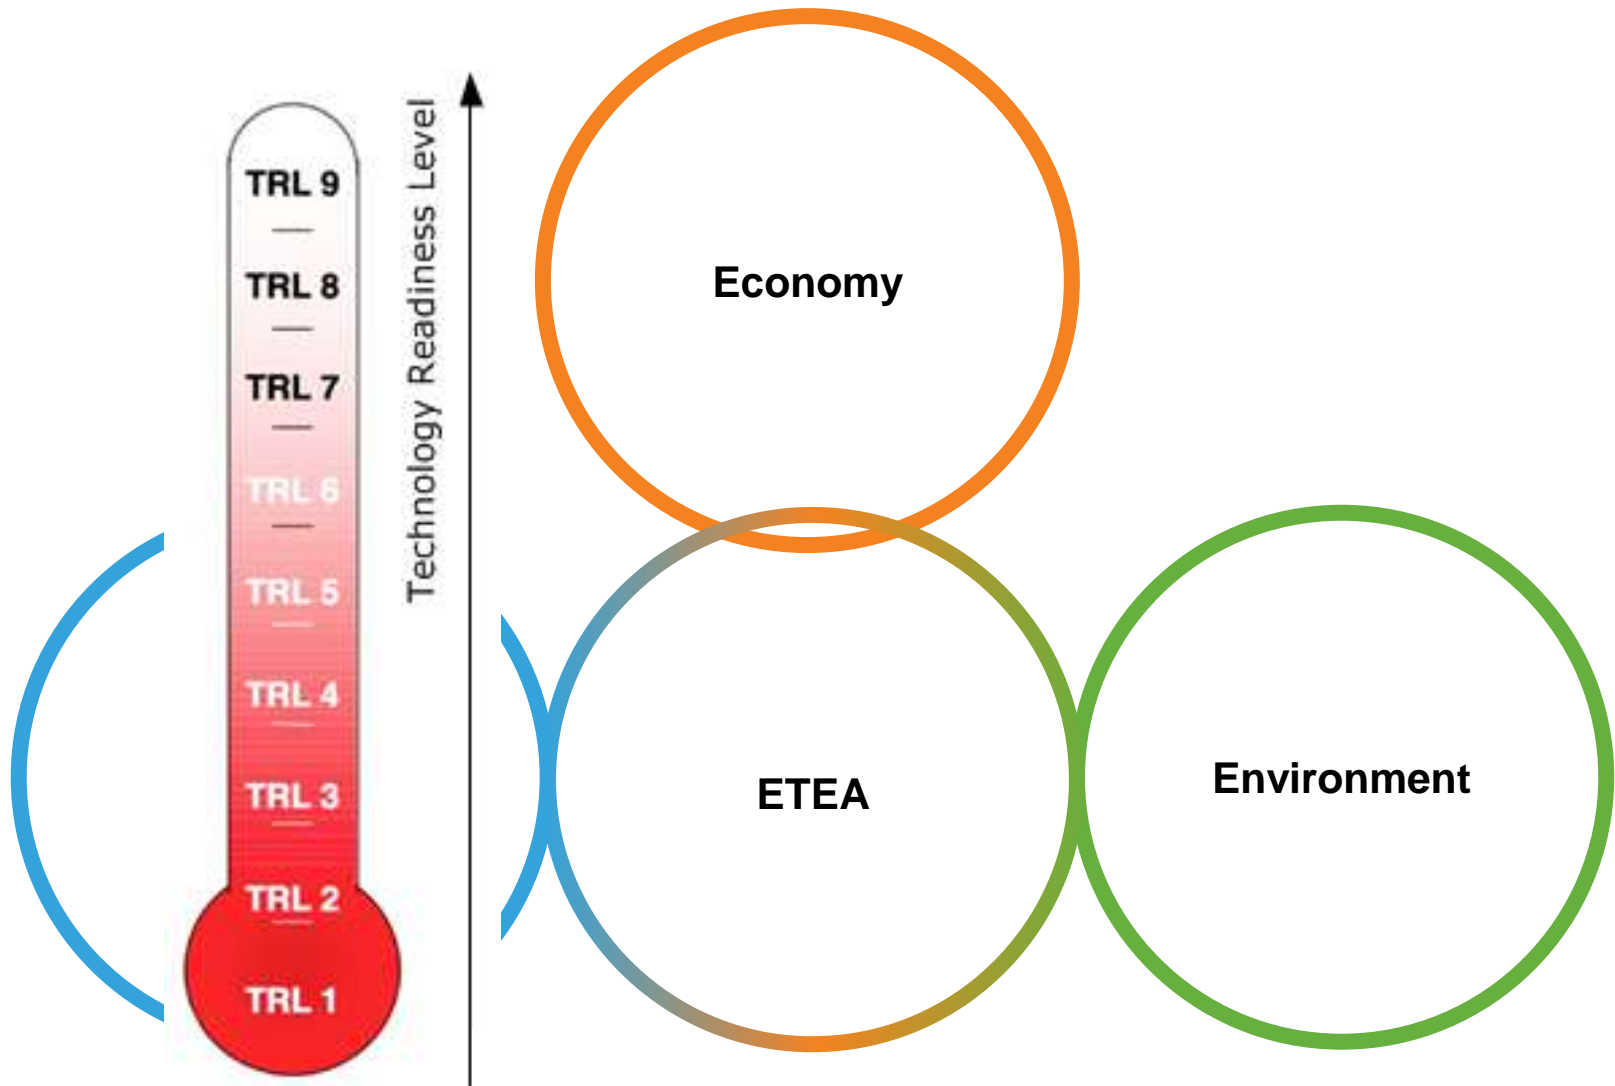 TRL 9
TRL 8
TRL 7
TRL 6
TRL 5
TRL 4
TRL 3
TRL 2
TRL 1
Technology Readiness Level
Economy
ETEA
Environment